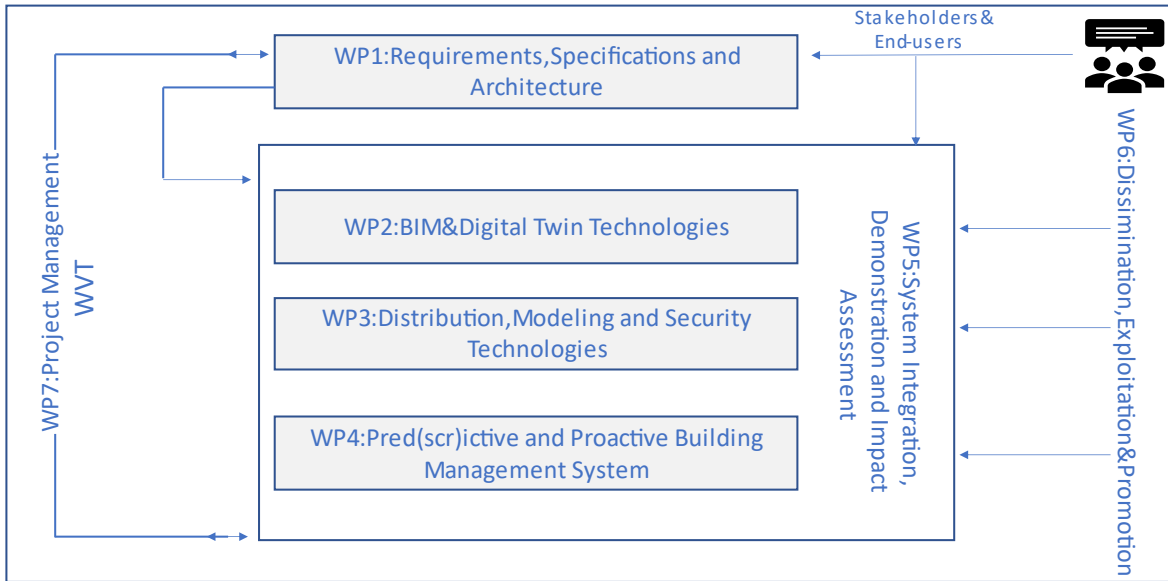 Stakeholders&
End-users
WP1:Requirements,Specifications and
Architecture
WP7:Project Management
WVT
WP2:BIM&Digital Twin Technologies
WP3:Distribution,Modeling and Security
Technologies
WP4:Pred(scr)ictive and Proactive Building
Management System
WP5:System Integration,
Demonstration and Impact
Assessment
WP6:Dissimination,Exploitation&Promotion